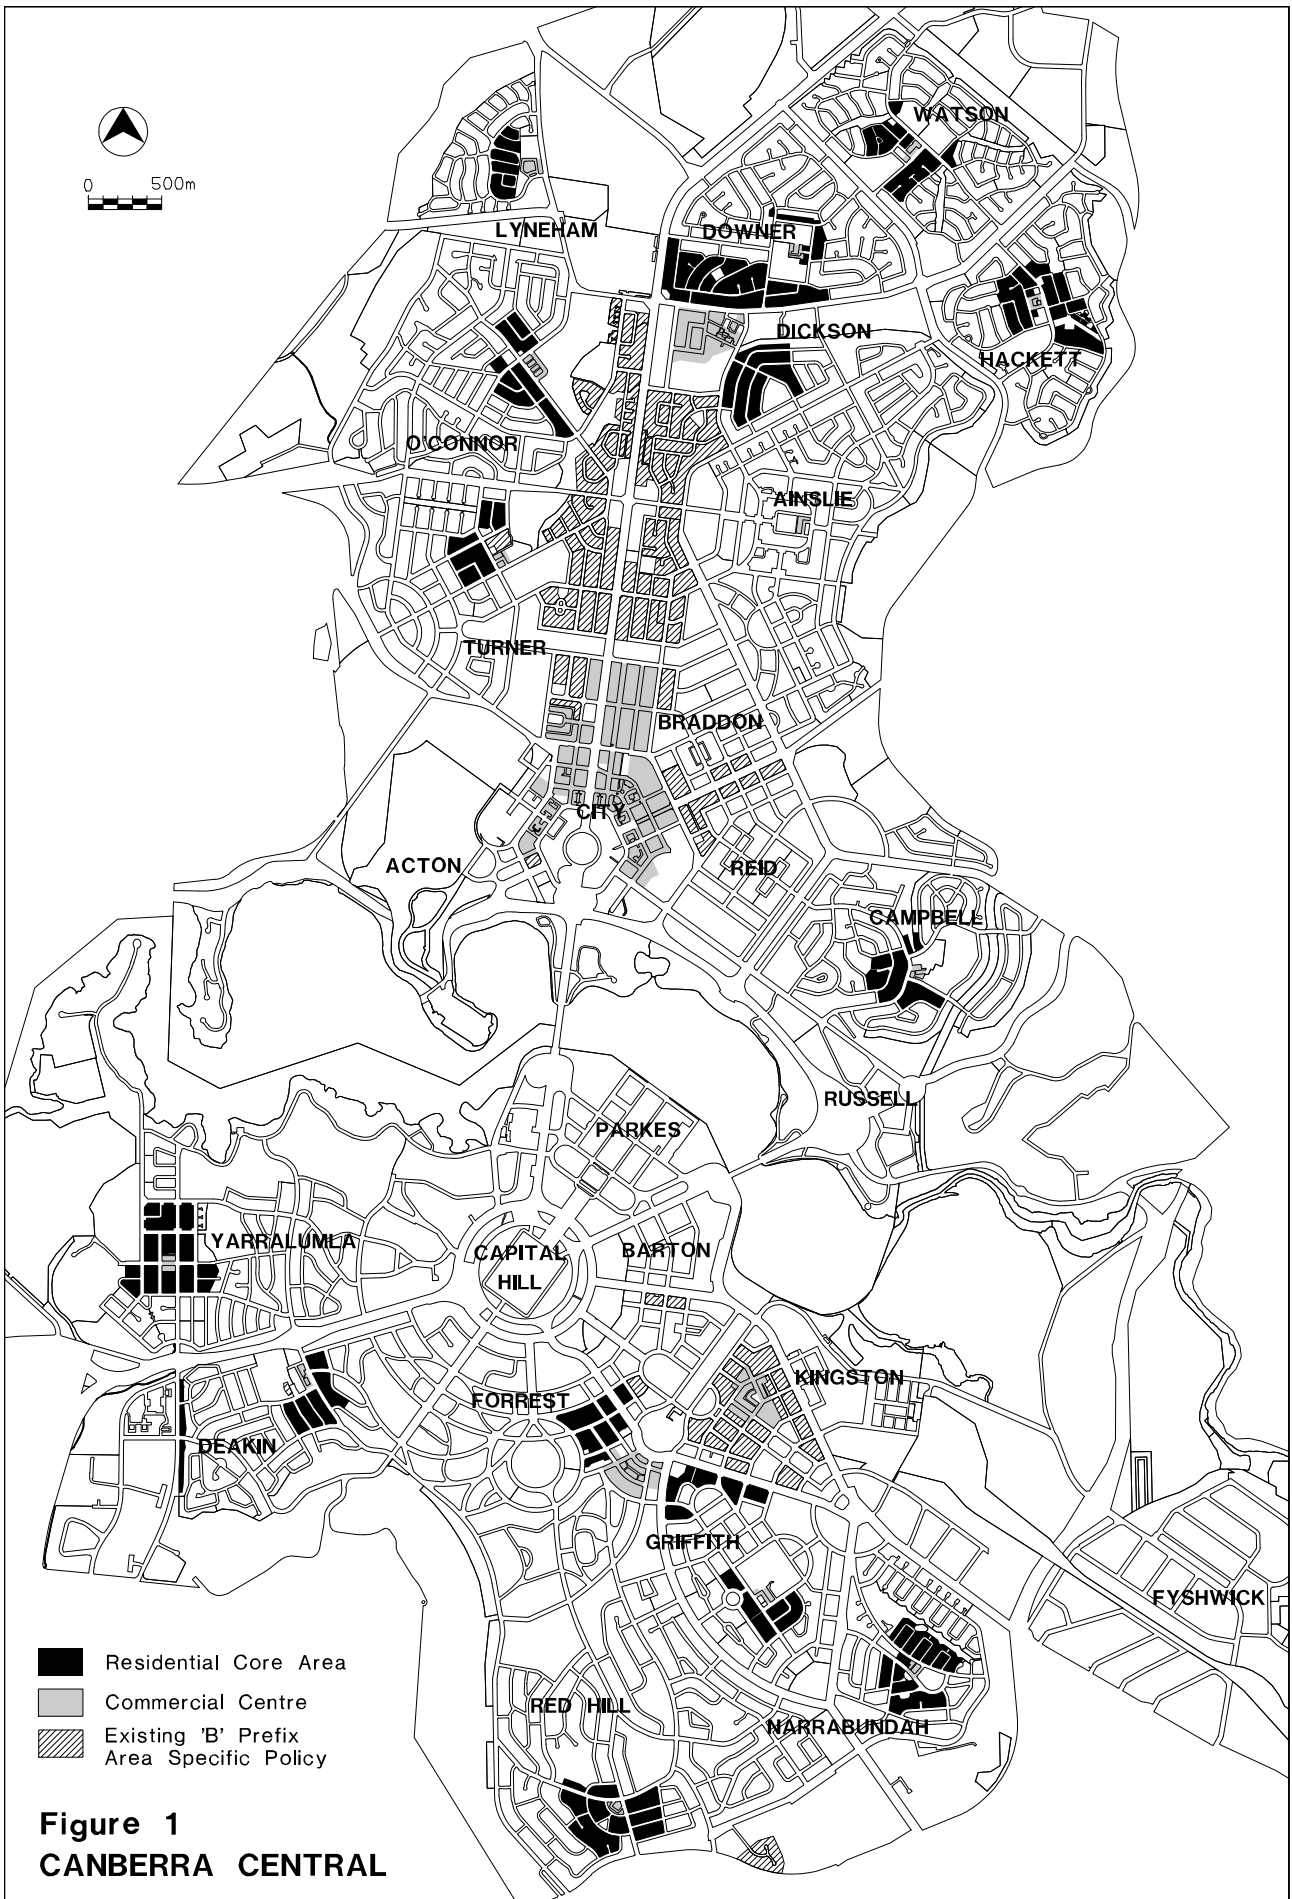 WATSON
0 500m
LYNEHAM
DOWNER
DICKSON
HACKETT
O'CONNOR
AINSLIE
TURNER
BRADDON
CITY
ACTON
REID
CAMPBELL
RUSSELL
PARKES
YARRALUMLA
CAPITAL
HILL
BARTON
KINGSTON
FORREST
DEAKIN
GRIFFITH
FYSHWICK
Residential Core Area
Commercial Centre
Existing 'B' Prefix
Area Specific Policy
RED HILL
NARRABUNDAH
Figure 1
CANBERRA CENTRAL